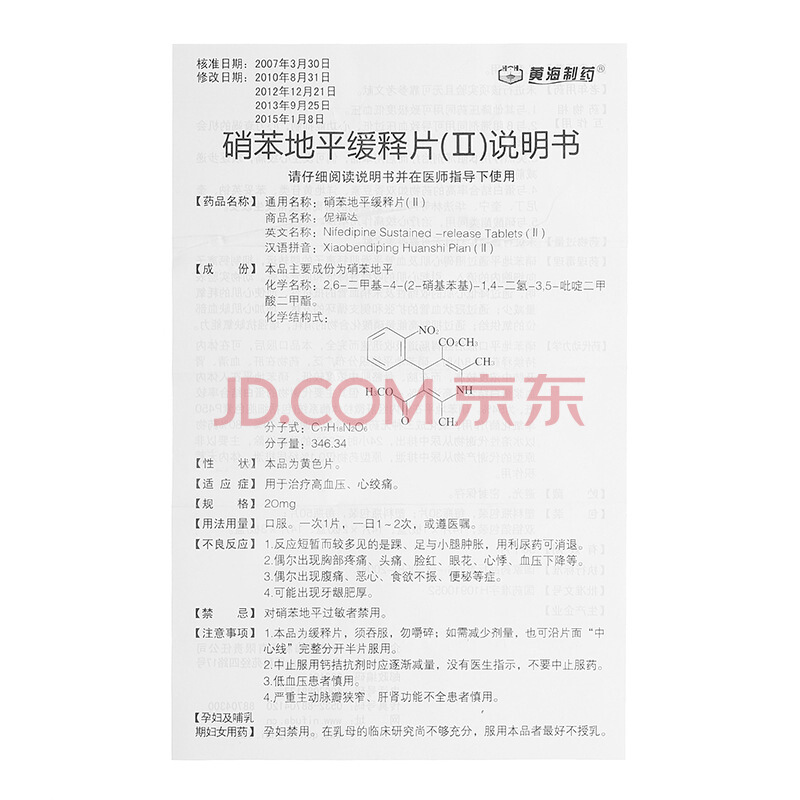 核准日期：2007年3月30日
修改日期：2010年8月31日
2012年12月21日
2013年9月25日
2015年1月8日
黄海制药®
硝苯地平缓释片(Ⅱ)说明书
请仔细阅读说明书并在医师指导下使用
【药品名称】通用名称：硝苯地平缓释片(Ⅱ)
商品名称：伲福达
英文名称：Nifedipine Sustained -release Tablets(Ⅱ)
汉语拼音：Xiaobendiping Huanshi Pian(Ⅱ)
【成 份】本品主要成份为硝苯地平
化学名称：2,6-二甲基-4-(2-硝基苯基)-1,4-二氢-3,5-吡啶二甲
酸二甲酯。
化学结构式：
NO₂
CO₂CH₃
CH₃
H₃CO
NH
O
CH₃
JD.COM 京东
分子式：C₁₇H₁₈N₂O₆
分子量：346.34
【性 状】本品为黄色片。
【适 应 症】用于治疗高血压、心绞痛。
【规 格】20mg
【用法用量】口服。一次1片，一日1~2次，或遵医嘱。
【不良反应】1.反应短暂而较多见的是踝、足与小腿肿胀，用利尿药可消退。
2.偶尔出现胸部疼痛、头痛、脸红、眼花、心悸、血压下降等。
3.偶尔出现腹痛、恶心、食欲不振、便秘等症。
4.可能出现牙龈肥厚。
【禁 忌】对硝苯地平过敏者禁用。
【注意事项】1.本品为缓释片，须吞服，勿嚼碎；如需减少剂量，也可沿片面“中
心线”完整分开半片服用。
2.中止服用钙拮抗剂时应逐渐减量，没有医生指示，不要中止服药。
3.低血压患者慎用。
4.严重主动脉瓣狭窄、肝肾功能不全患者慎用。
【孕妇及哺乳
期妇女用药】孕妇禁用。在乳母的临床研究尚不够充分，服用本品者最好不授乳。